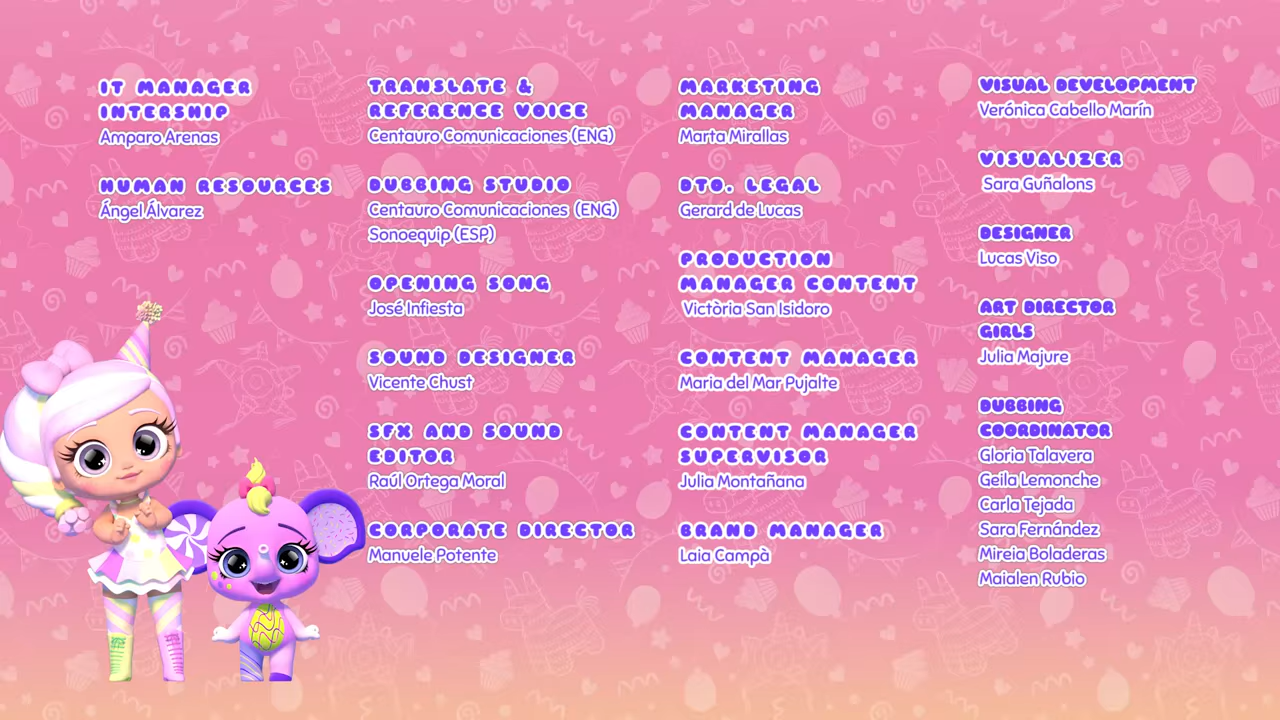 IT MANAGER
INTERSHIP
Amparo Arenas
HUMAN RESOURCES
Ángel Álvarez
TRANSLATE &
REFERENCE VOICE
Centauro Comunicaciones (ENG)
DUBBING STUDIO
Centauro Comunicaciones (ENG)
Sonoequip (ESP)
OPENING SONG
José Infiesta
SOUND DESIGNER
Vicente Chust
SFX AND SOUND
EDITOR
Raúl Ortega Moral
CORPORATE DIRECTOR
Manuele Potente
MARKETING
MANAGER
Marta Mirallas
DTO. LEGAL
Gerard de Lucas
PRODUCTION
MANAGER CONTENT
Victòria San Isidoro
CONTENT MANAGER
Maria del Mar Pujalte
CONTENT MANAGER
SUPERVISOR
Julia Montañana
BRAND MANAGER
Laia Campà
VISUAL DEVELOPMENT
Verónica Cabello Marín
VISUALIZER
Sara Guñalons
DESIGNER
Lucas Viso
ART DIRECTOR
GIRLS
Julia Majure
DUBBING
COORDINATOR
Gloria Talavera
Geila Lemonche
Carla Tejada
Sara Fernández
Mireia Boladeras
Maialen Rubio